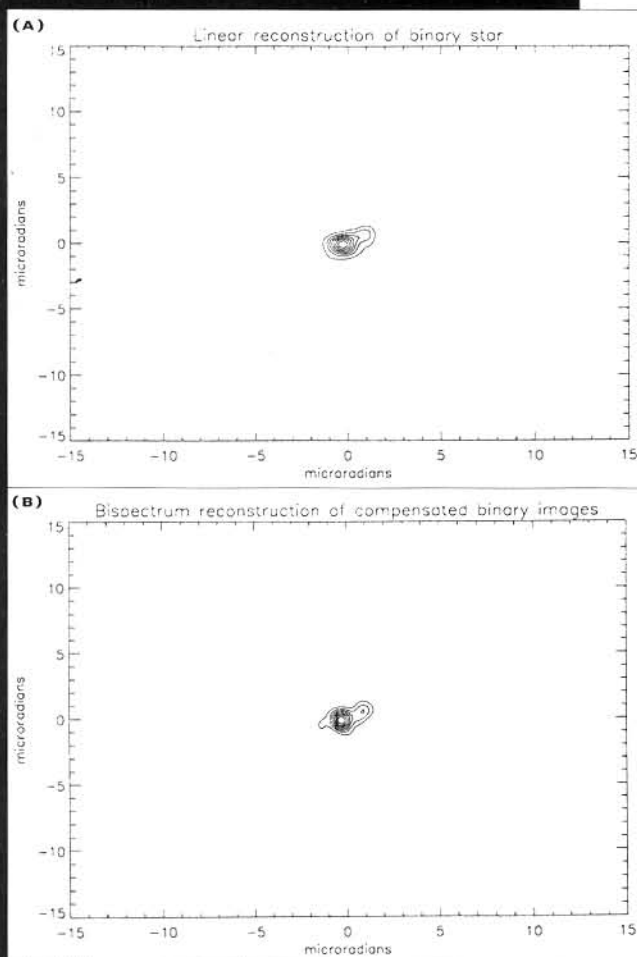 (A)
Linear reconstruction of binary star
15
10
5
0
−5
−10
−15
microradians
−15 −10 −5 0 5 10 15
microradians
(B)
Bispectrum reconstruction of compensated binary images
15
10
5
0
−5
−10
−15
microradians
−15 −10 −5 0 5 10 15
microradians